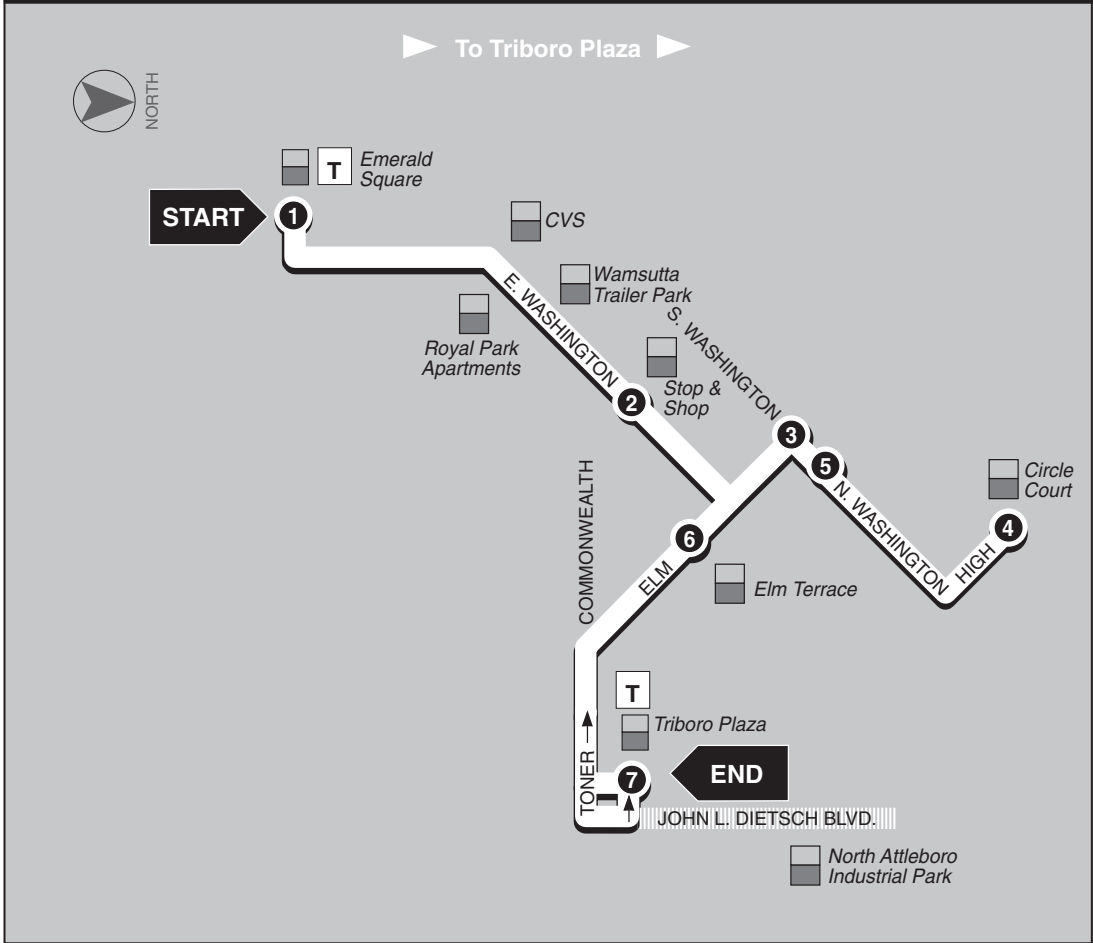 To Triboro Plaza
NORTH
T
Emerald
Square
START
1
CVS
Wamsutta
Trailer Park
E. WASHINGTON
S. WASHINGTON
Royal Park
Apartments
Stop &
Shop
2
3
5
Circle
Court
4
N. WASHINGTON
HIGH
COMMONWEALTH
6
ELM
Elm Terrace
T
Triboro Plaza
TONER
7
END
JOHN L. DIETSCH BLVD.
North Attleboro
Industrial Park